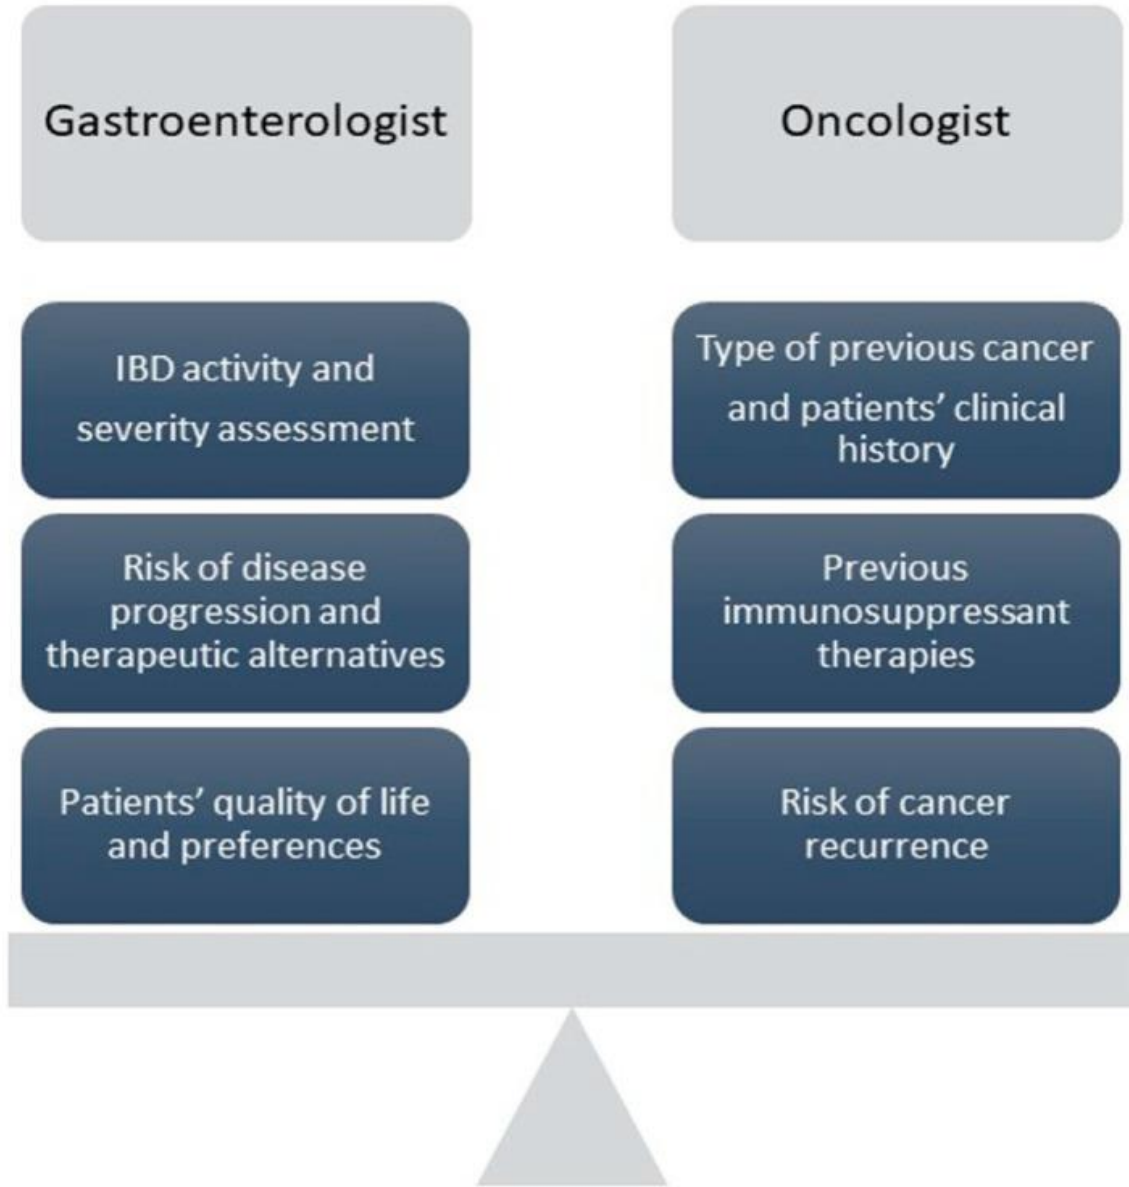 Gastroenterologist
IBD activity and
severity assessment
Risk of disease
progression and
therapeutic alternatives
Patients’ quality of life
and preferences
Oncologist
Type of previous cancer
and patients’ clinical
history
Previous
immunosuppressant
therapies
Risk of cancer
recurrence